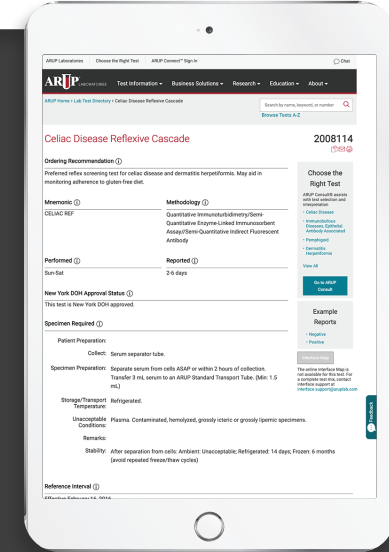 ARUP Laboratories Choose the Right Test ARUP Connect™ Sign In Chat
ARUP LABORATORIES Test Information Business Solutions Research Education About
ARUP Home › Lab Test Directory › Celiac Disease Reflexive Cascade
Search by name, keyword, or number
Browse Tests A-Z
Celiac Disease Reflexive Cascade
2008114
Ordering Recommendation
Preferred reflex screening test for celiac disease and dermatitis herpetiformis. May aid in
monitoring adherence to gluten-free diet.
Mnemonic
CELIAC REF
Methodology
Quantitative Immunoturbidimetry/Semi-
Quantitative Enzyme-Linked Immunosorbent
Assay//Semi-Quantitative Indirect Fluorescent
Antibody
Performed
Sun-Sat
Reported
2-6 days
New York DOH Approval Status
This test is New York DOH approved.
Specimen Required
Patient Preparation:
Collect: Serum separator tube.
Specimen Preparation: Separate serum from cells ASAP or within 2 hours of collection.
Transfer 3 mL serum to an ARUP Standard Transport Tube. (Min: 1.5
mL)
Storage/Transport Refrigerated.
Temperature:
Unacceptable Plasma. Contaminated, hemolyzed, grossly icteric or grossly lipemic specimens.
Conditions:
Remarks:
Stability: After separation from cells: Ambient: Unacceptable; Refrigerated: 14 days; Frozen: 6 months
(avoid repeated freeze/thaw cycles)
Reference Interval
Effective February 16, 2016
Choose the
Right Test
ARUP Consult® assists
with test selection and
interpretation
Celiac Disease
Immunobullous
Diseases, Epithelial
Antibody Associated
Pemphigoid
Dermatitis
Herpetiformis
View All
Go to ARUP
Consult
Example
Reports
Negative
Positive
Interface Map
The online Interface Map is
not available for this test. For
a complete test mix, contact
interface support at
interface.support@aruplab.com
Feedback